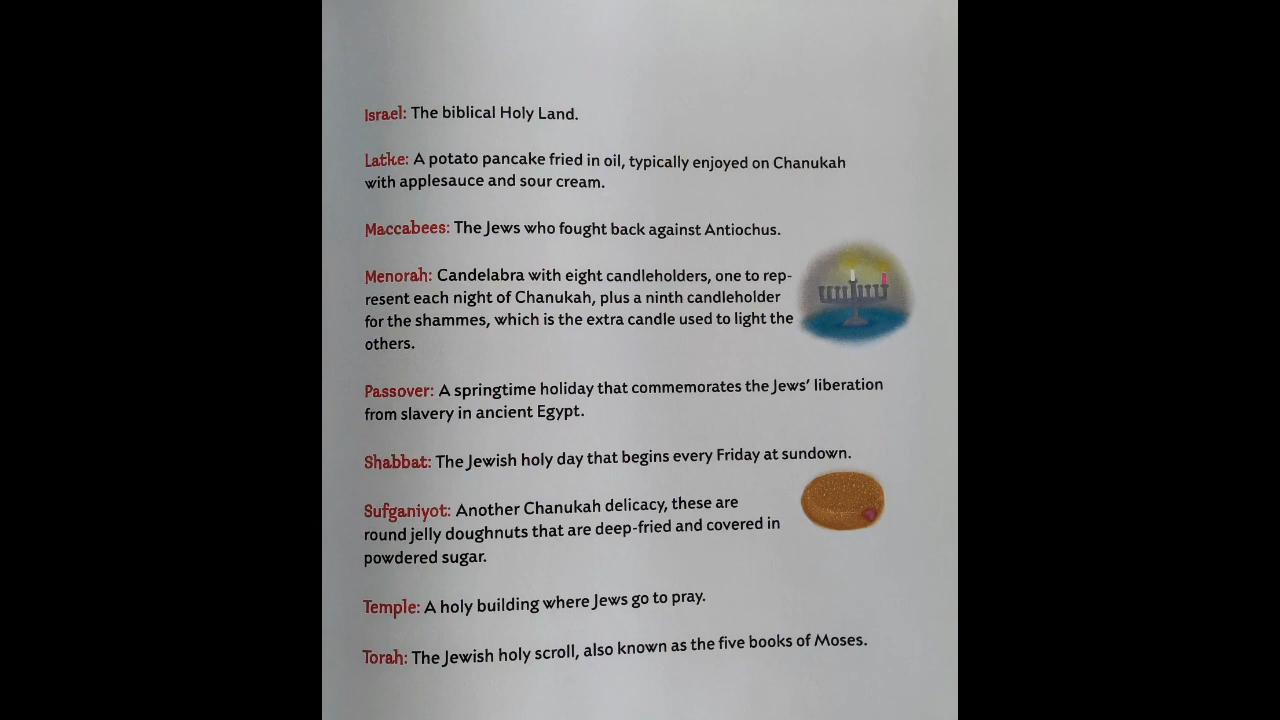 Israel: The biblical Holy Land.
Latke: A potato pancake fried in oil, typically enjoyed on Chanukah
with applesauce and sour cream.
Maccabees: The Jews who fought back against Antiochus.
Menorah: Candelabra with eight candleholders, one to rep-
resent each night of Chanukah, plus a ninth candleholder
for the shammes, which is the extra candle used to light the
others.
Passover: A springtime holiday that commemorates the Jews' liberation
from slavery in ancient Egypt.
Shabbat: The Jewish holy day that begins every Friday at sundown.
Sufganiyot: Another Chanukah delicacy, these are
round jelly doughnuts that are deep-fried and covered in
powdered sugar.
Temple: A holy building where Jews go to pray.
Torah: The Jewish holy scroll, also known as the five books of Moses.